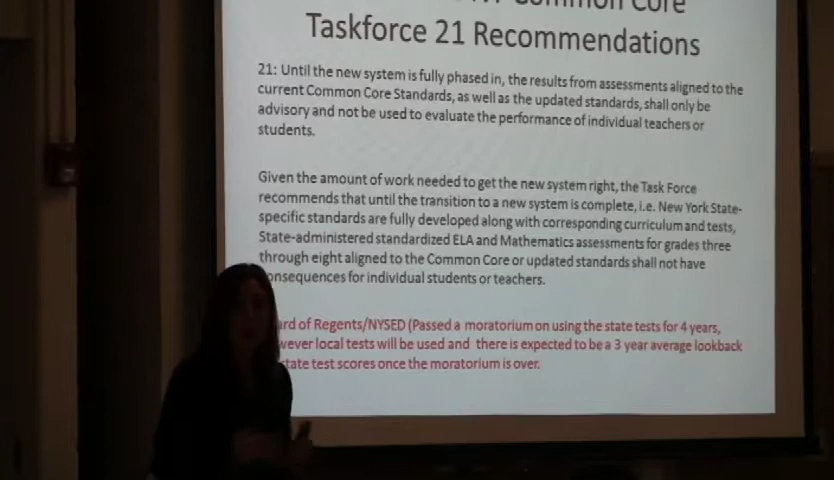 Common Core
Taskforce 21 Recommendations
21: Until the new system is fully phased in, the results from assessments aligned to the
current Common Core Standards, as well as the updated standards, shall only be
advisory and not be used to evaluate the performance of individual teachers or
students.
Given the amount of work needed to get the new system right, the Task Force
recommends that until the transition to a new system is complete, i.e. New York State-
specific standards are fully developed along with corresponding curriculum and tests,
State-administered standardized ELA and Mathematics assessments for grades three
through eight aligned to the Common Core or updated standards shall not have
onsequences for individual students or teachers.
ard of Regents/NYSED (Passed a moratorium on using the state tests for 4 years,
wever local tests will be used and there is expected to be a 3 year average lookback
state test scores once the moratorium is over.